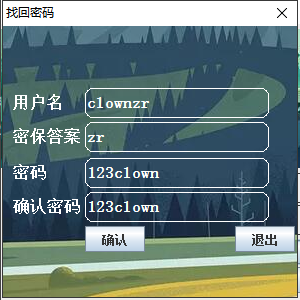 找回密码
用户名 clownzr
密保答案 zr
密码 123clown
确认密码 123clown
确认 退出